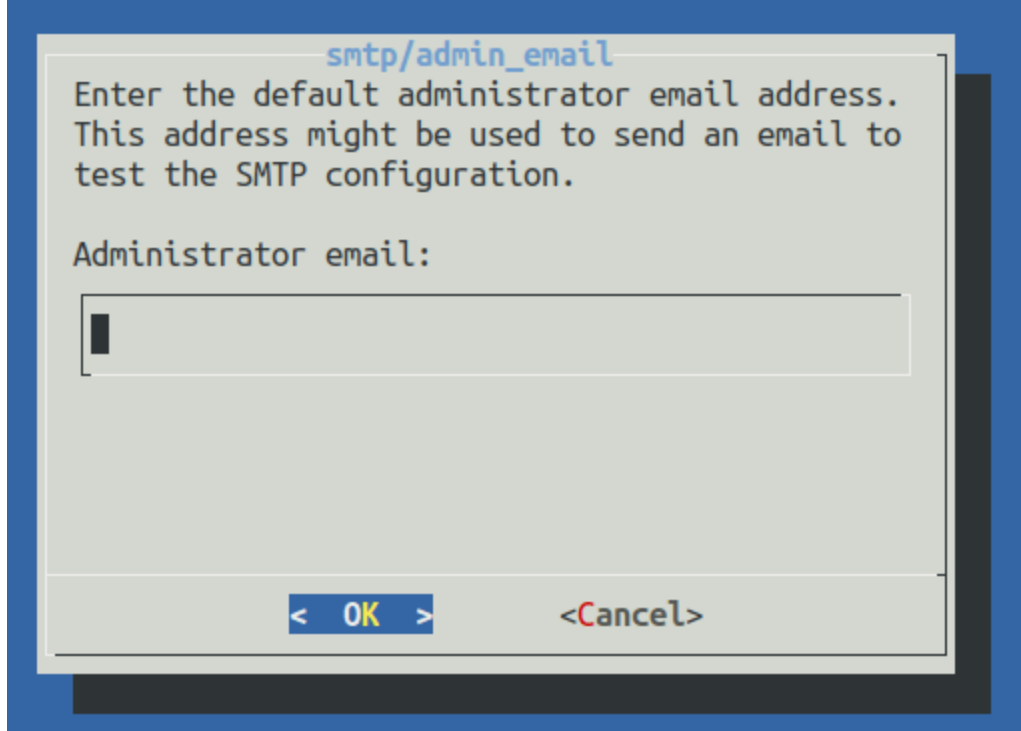 smtp/admin_email
Enter the default administrator email address.
This address might be used to send an email to
test the SMTP configuration.
Administrator email:
<  OK  > <Cancel>